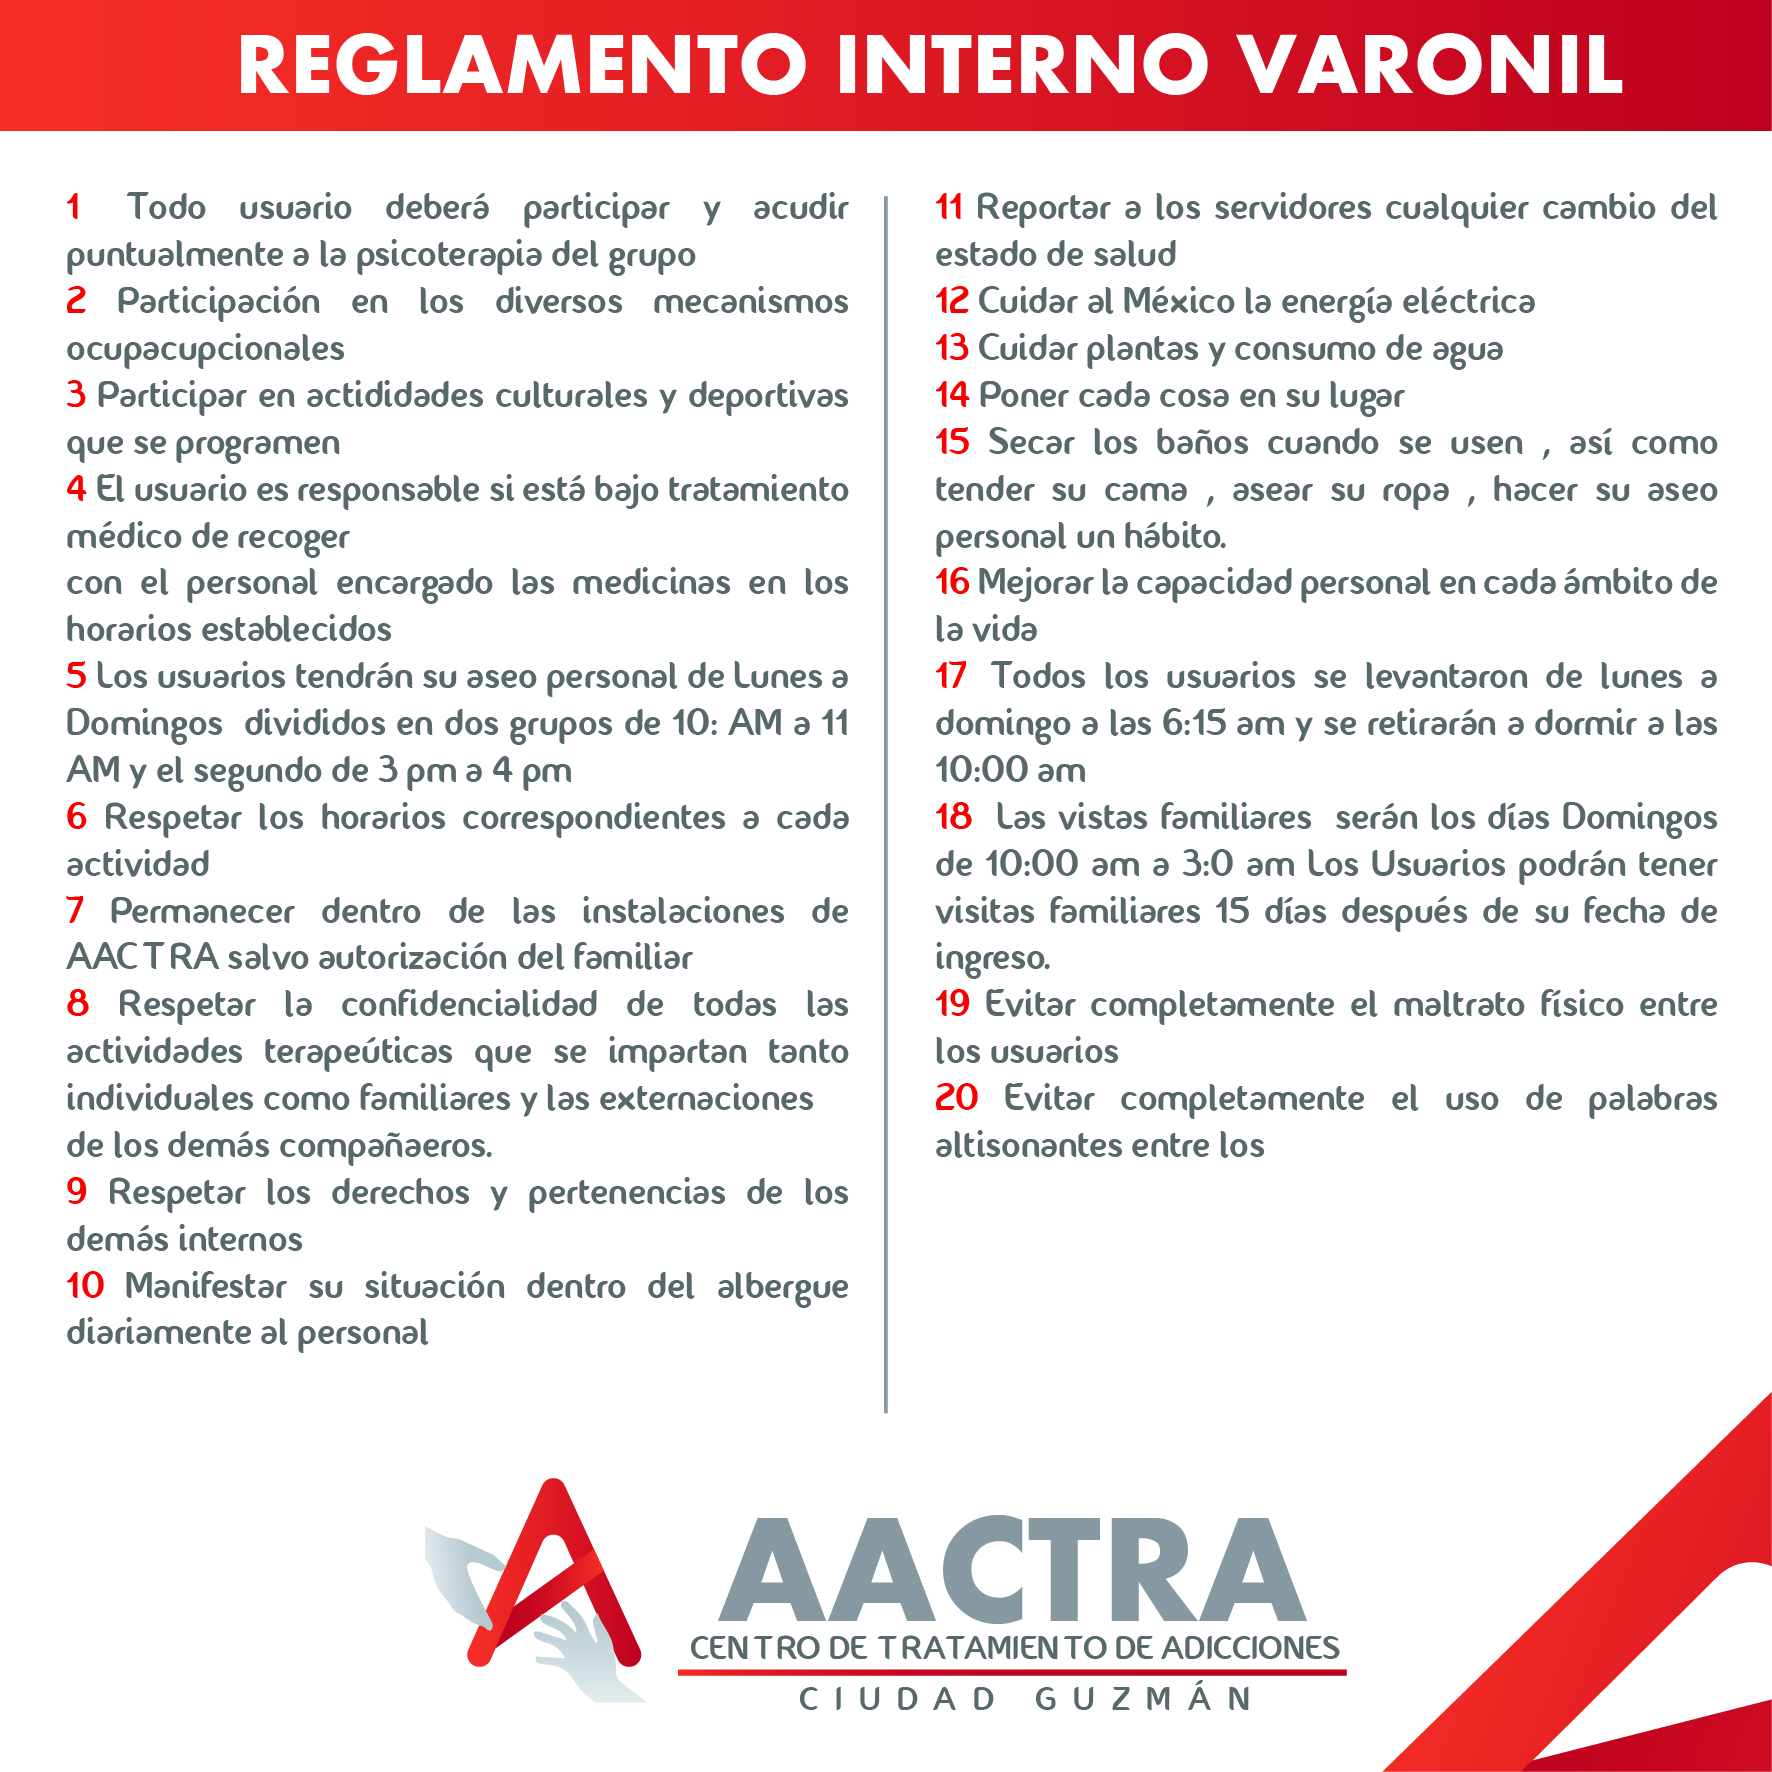 REGLAMENTO INTERNO VARONIL
1 Todo usuario deberá participar y acudir
puntualmente a la psicoterapia del grupo
2 Participación en los diversos mecanismos
ocupacupcionales
3 Participar en actididades culturales y deportivas
que se programen
4 El usuario es responsable si está bajo tratamiento
médico de recoger
con el personal encargado las medicinas en los
horarios establecidos
5 Los usuarios tendrán su aseo personal de Lunes a
Domingos divididos en dos grupos de 10: AM a 11
AM y el segundo de 3 pm a 4 pm
6 Respetar los horarios correspondientes a cada
actividad
7 Permanecer dentro de las instalaciones de
AACTRA salvo autorización del familiar
8 Respetar la confidencialidad de todas las
actividades terapeúticas que se impartan tanto
individuales como familiares y las externaciones
de los demás compañaeros.
9 Respetar los derechos y pertenencias de los
demás internos
10 Manifestar su situación dentro del albergue
diariamente al personal
11 Reportar a los servidores cualquier cambio del
estado de salud
12 Cuidar al México la energía eléctrica
13 Cuidar plantas y consumo de agua
14 Poner cada cosa en su lugar
15 Secar los baños cuando se usen , así como
tender su cama , asear su ropa , hacer su aseo
personal un hábito.
16 Mejorar la capacidad personal en cada ámbito de
la vida
17 Todos los usuarios se levantaron de lunes a
domingo a las 6:15 am y se retirarán a dormir a las
10:00 am
18 Las vistas familiares serán los días Domingos
de 10:00 am a 3:0 am Los Usuarios podrán tener
visitas familiares 15 días después de su fecha de
ingreso.
19 Evitar completamente el maltrato físico entre
los usuarios
20 Evitar completamente el uso de palabras
altisonantes entre los
AACTRA
CENTRO DE TRATAMIENTO DE ADICCIONES
CIUDAD GUZMÁN